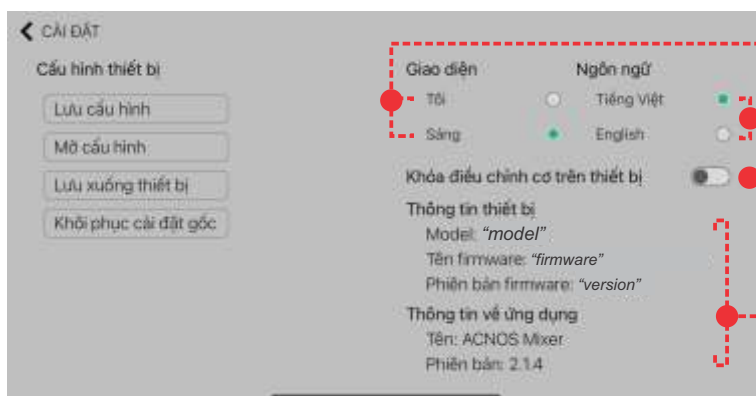 CÀI ĐẶT
Cấu hình thiết bị
Lưu cấu hình
Mở cấu hình
Lưu xuống thiết bị
Khôi phục cài đặt gốc
Giao diện
Tối
Sáng
Ngôn ngữ
Tiếng Việt
English
Khóa điều chỉnh cơ trên thiết bị
Thông tin thiết bị
Model: “model”
Tên firmware: “firmware”
Phiên bản firmware: “version”
Thông tin về ứng dụng
Tên: ACNOS Mixer
Phiên bản: 2.1.4